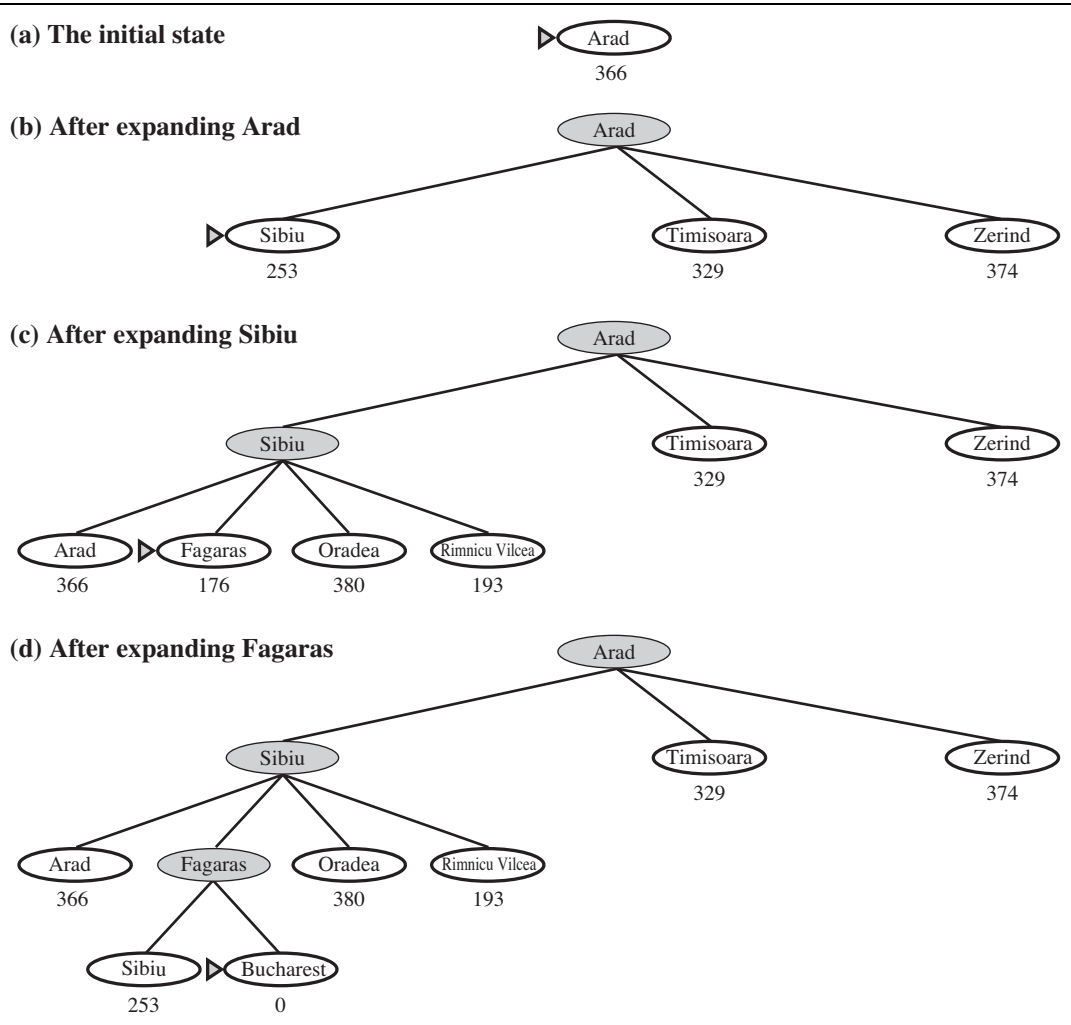 (a) The initial state
Arad
366
(b) After expanding Arad
Arad
Sibiu Timisoara Zerind
253 329 374
(c) After expanding Sibiu
Arad
Sibiu Timisoara Zerind
329 374
Arad Fagaras Oradea Rimnicu Vilcea
366 176 380 193
(d) After expanding Fagaras
Arad
Sibiu Timisoara Zerind
329 374
Arad Fagaras Oradea Rimnicu Vilcea
366 380 193
Sibiu Bucharest
253 0